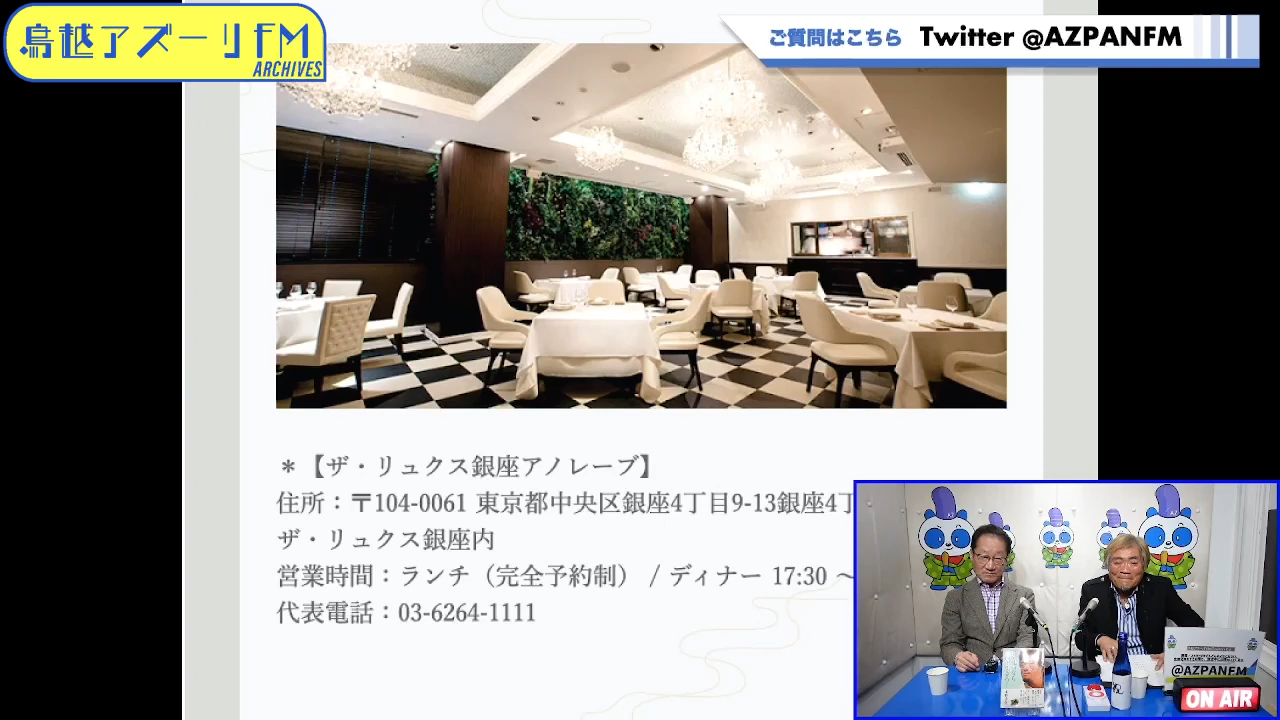 鳥越アズーリFM
ARCHIVES
ご質問はこちら Twitter @AZPANFM
＊【ザ・リュクス銀座アノレーブ】
住所：〒104-0061 東京都中央区銀座4丁目9-13銀座4丁
ザ・リュクス銀座内
営業時間：ランチ（完全予約制） / ディナー 17:30 ～
代表電話：03-6264-1111
@AZPANFM
ON AIR